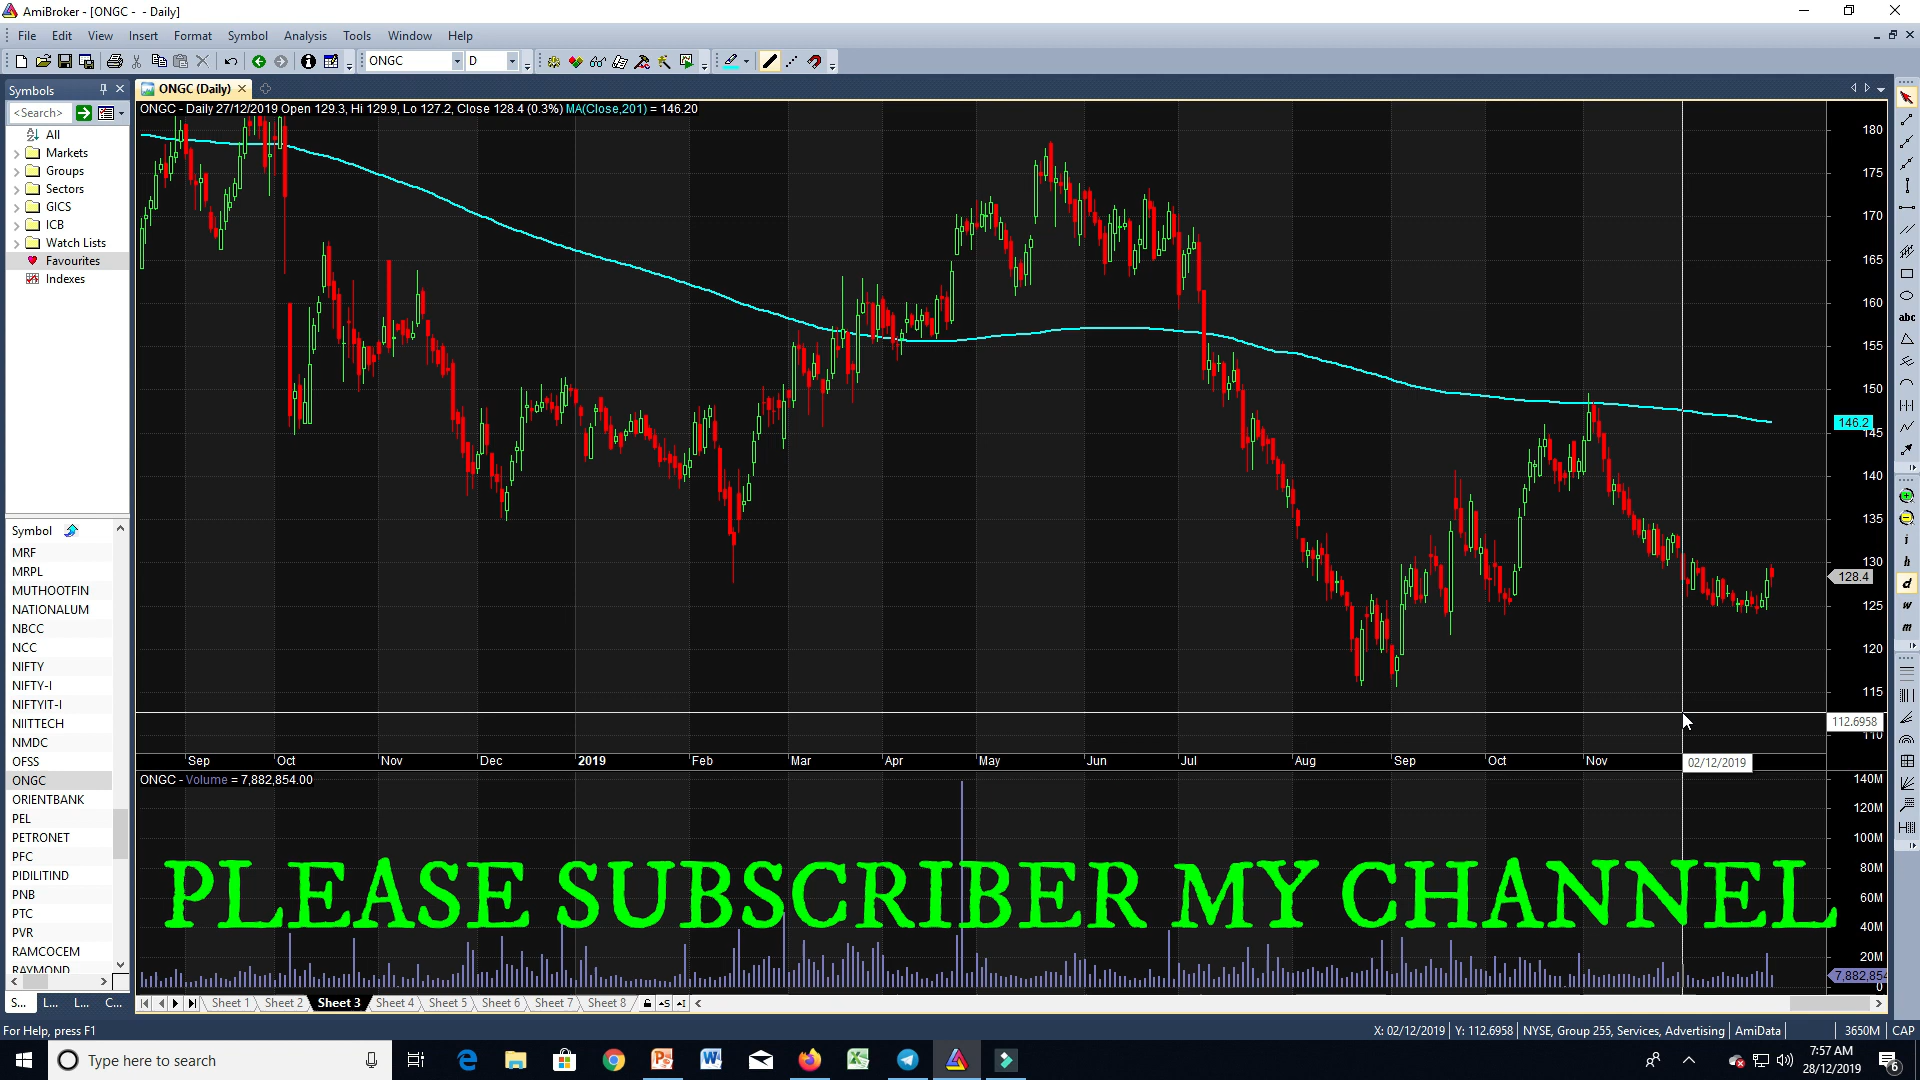 AmiBroker - [ONGC - - Daily]
File Edit View Insert Format Symbol Analysis Tools Window Help
ONGC D
Symbols
<Search>
All
Markets
Groups
Sectors
GICS
ICB
Watch Lists
Favourites
Indexes
Symbol
MRF
MRPL
MUTHOOTFIN
NATIONALUM
NBCC
NCC
NIFTY
NIFTY-I
NIFTYIT-I
NIITTECH
NMDC
OFSS
ONGC
ORIENTBANK
PEL
PETRONET
PFC
PIDILITIND
PNB
PTC
PVR
RAMCOCEM
RAYMOND
S... L... L... C...
ONGC (Daily)
ONGC - Daily 27/12/2019 Open 129.3, Hi 129.9, Lo 127.2, Close 128.4 (0.3%) MA(Close,201) = 146.20
180
175
170
165
160
155
150
146.2
145
140
135
130
128.4
125
120
115
112.6958
110
Sep Oct Nov Dec 2019 Feb Mar Apr May Jun Jul Aug Sep Oct Nov 02/12/2019
ONGC - Volume = 7,882,854.00
140M
120M
100M
80M
60M
40M
20M
7,882,854
0
PLEASE SUBSCRIBER MY CHANNEL
Sheet 1 Sheet 2 Sheet 3 Sheet 4 Sheet 5 Sheet 6 Sheet 7 Sheet 8
abc
i
h
d
w
m
For Help, press F1
X: 02/12/2019 Y: 112.6958 NYSE, Group 255, Services, Advertising AmiData 3650M CAP
Type here to search
7:57 AM
28/12/2019
6